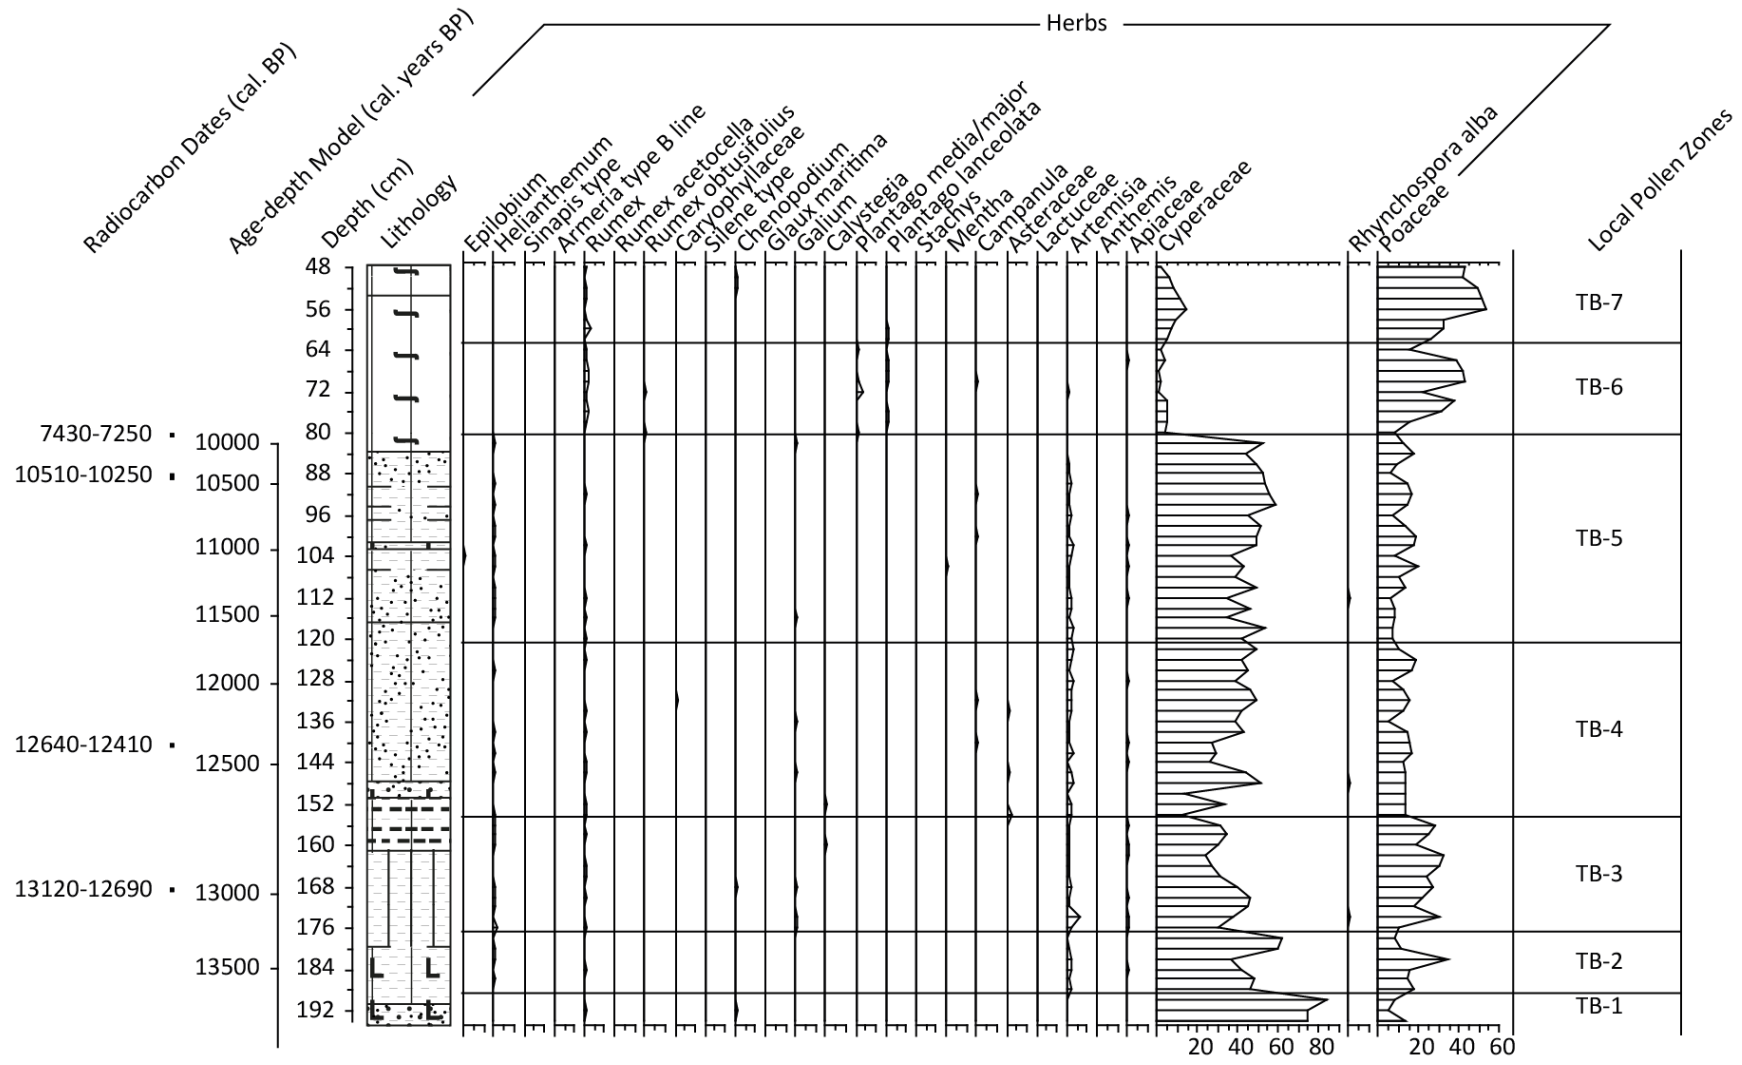 Herbs
Radiocarbon Dates (cal. BP)
Age-depth Model (cal. years BP)
Depth (cm)
Lithology
Epilobium
Helianthemum
Sinapis type
Armeria type B line
Rumex
Rumex acetocella
Rumex obtusifolius
Caryophyllaceae
Silene type
Chenopodium
Glaux maritima
Galium
Calystegia
Plantago media/major
Plantago lanceolata
Stachys
Mentha
Campanula
Asteraceae
Lactuceae
Artemisia
Anthemis
Apiaceae
Cyperaceae
Rhynchospora alba
Poaceae
Local Pollen Zones
48
56
64
72
80
88
96
104
112
120
128
136
144
152
160
168
176
184
192
7430-7250
10510-10250
12640-12410
13120-12690
10000
10500
11000
11500
12000
12500
13000
13500
TB-7
TB-6
TB-5
TB-4
TB-3
TB-2
TB-1
20 40 60 80
20 40 60